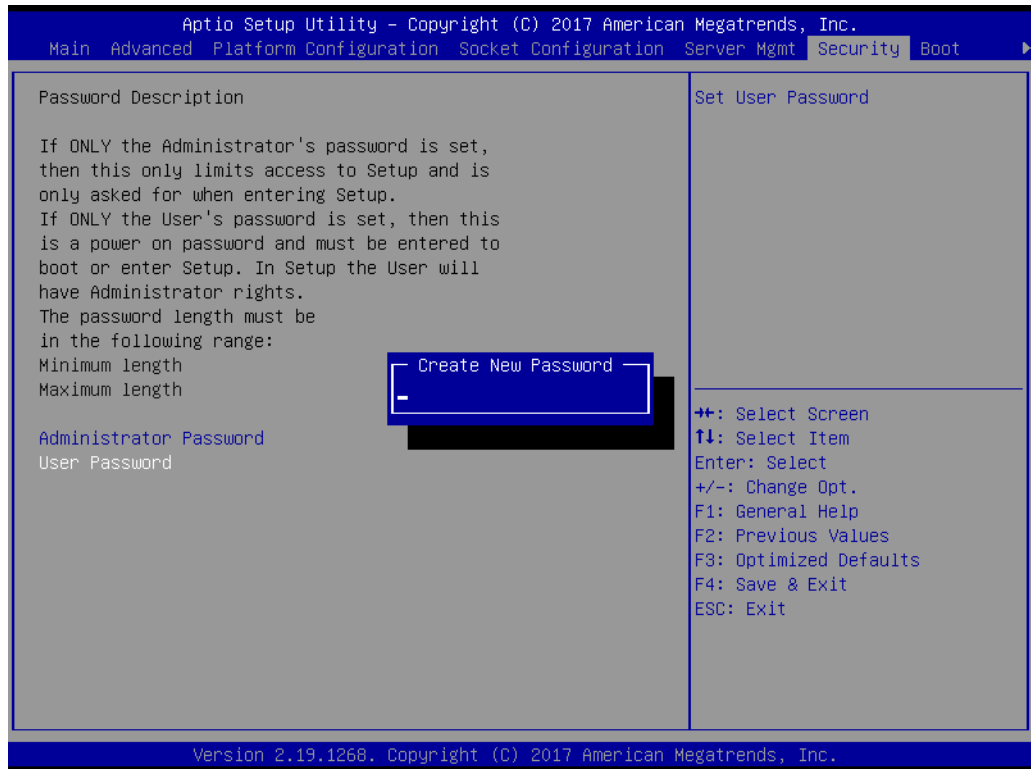 Aptio Setup Utility – Copyright (C) 2017 American Megatrends, Inc.
Main Advanced Platform Configuration Socket Configuration Server Mgmt Security Boot ▶
Password Description
If ONLY the Administrator's password is set,
then this only limits access to Setup and is
only asked for when entering Setup.
If ONLY the User's password is set, then this
is a power on password and must be entered to
boot or enter Setup. In Setup the User will
have Administrator rights.
The password length must be
in the following range:
Minimum length
Maximum length
Administrator Password
User Password
Create New Password
Set User Password
→←: Select Screen
↑↓: Select Item
Enter: Select
+/-: Change Opt.
F1: General Help
F2: Previous Values
F3: Optimized Defaults
F4: Save & Exit
ESC: Exit
Version 2.19.1268. Copyright (C) 2017 American Megatrends, Inc.